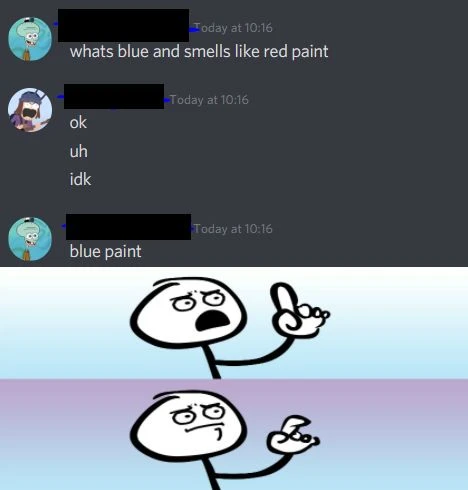 Today at 10:16
whats blue and smells like red paint
Today at 10:16
ok
uh
idk
Today at 10:16
blue paint